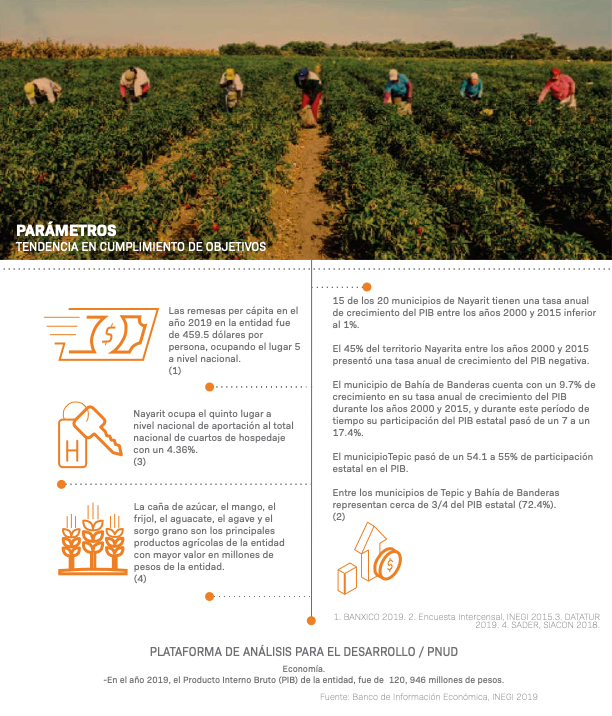 PARÁMETROS
TENDENCIA EN CUMPLIMIENTO DE OBJETIVOS
Las remesas per cápita en el
año 2019 en la entidad fue
de 459.5 dólares por
persona, ocupando el lugar 5
a nivel nacional.
(1)
Nayarit ocupa el quinto lugar a
nivel nacional de aportación al total
nacional de cuartos de hospedaje
con un 4.36%.
(3)
H
La caña de azúcar, el mango, el
frijol, el aguacate, el agave y el
sorgo grano son los principales
productos agrícolas de la entidad
con mayor valor en millones de
pesos de la entidad.
(4)
15 de los 20 municipios de Nayarit tienen una tasa anual
de crecimiento del PIB entre los años 2000 y 2015 inferior
al 1%.
El 45% del territorio Nayarita entre los años 2000 y 2015
presentó una tasa anual de crecimiento del PIB negativa.
El municipio de Bahía de Banderas cuenta con un 9.7% de
crecimiento en su tasa anual de crecimiento del PIB
durante los años 2000 y 2015, y durante este período de
tiempo su participación del PIB estatal pasó de un 7 a un
17.4%.
El municipioTepic pasó de un 54.1 a 55% de participación
estatal en el PIB.
Entre los municipios de Tepic y Bahía de Banderas
representan cerca de 3/4 del PIB estatal (72.4%).
(2)
$
$
1. BANXICO 2019. 2. Encuesta Intercensal, INEGI 2015.3. DATATUR
2019. 4. SADER, SIACON 2018.
PLATAFORMA DE ANÁLISIS PARA EL DESARROLLO / PNUD
Economía.
-En el año 2019, el Producto Interno Bruto (PIB) de la entidad, fue de 120, 946 millones de pesos.
Fuente: Banco de Información Económica, INEGI 2019